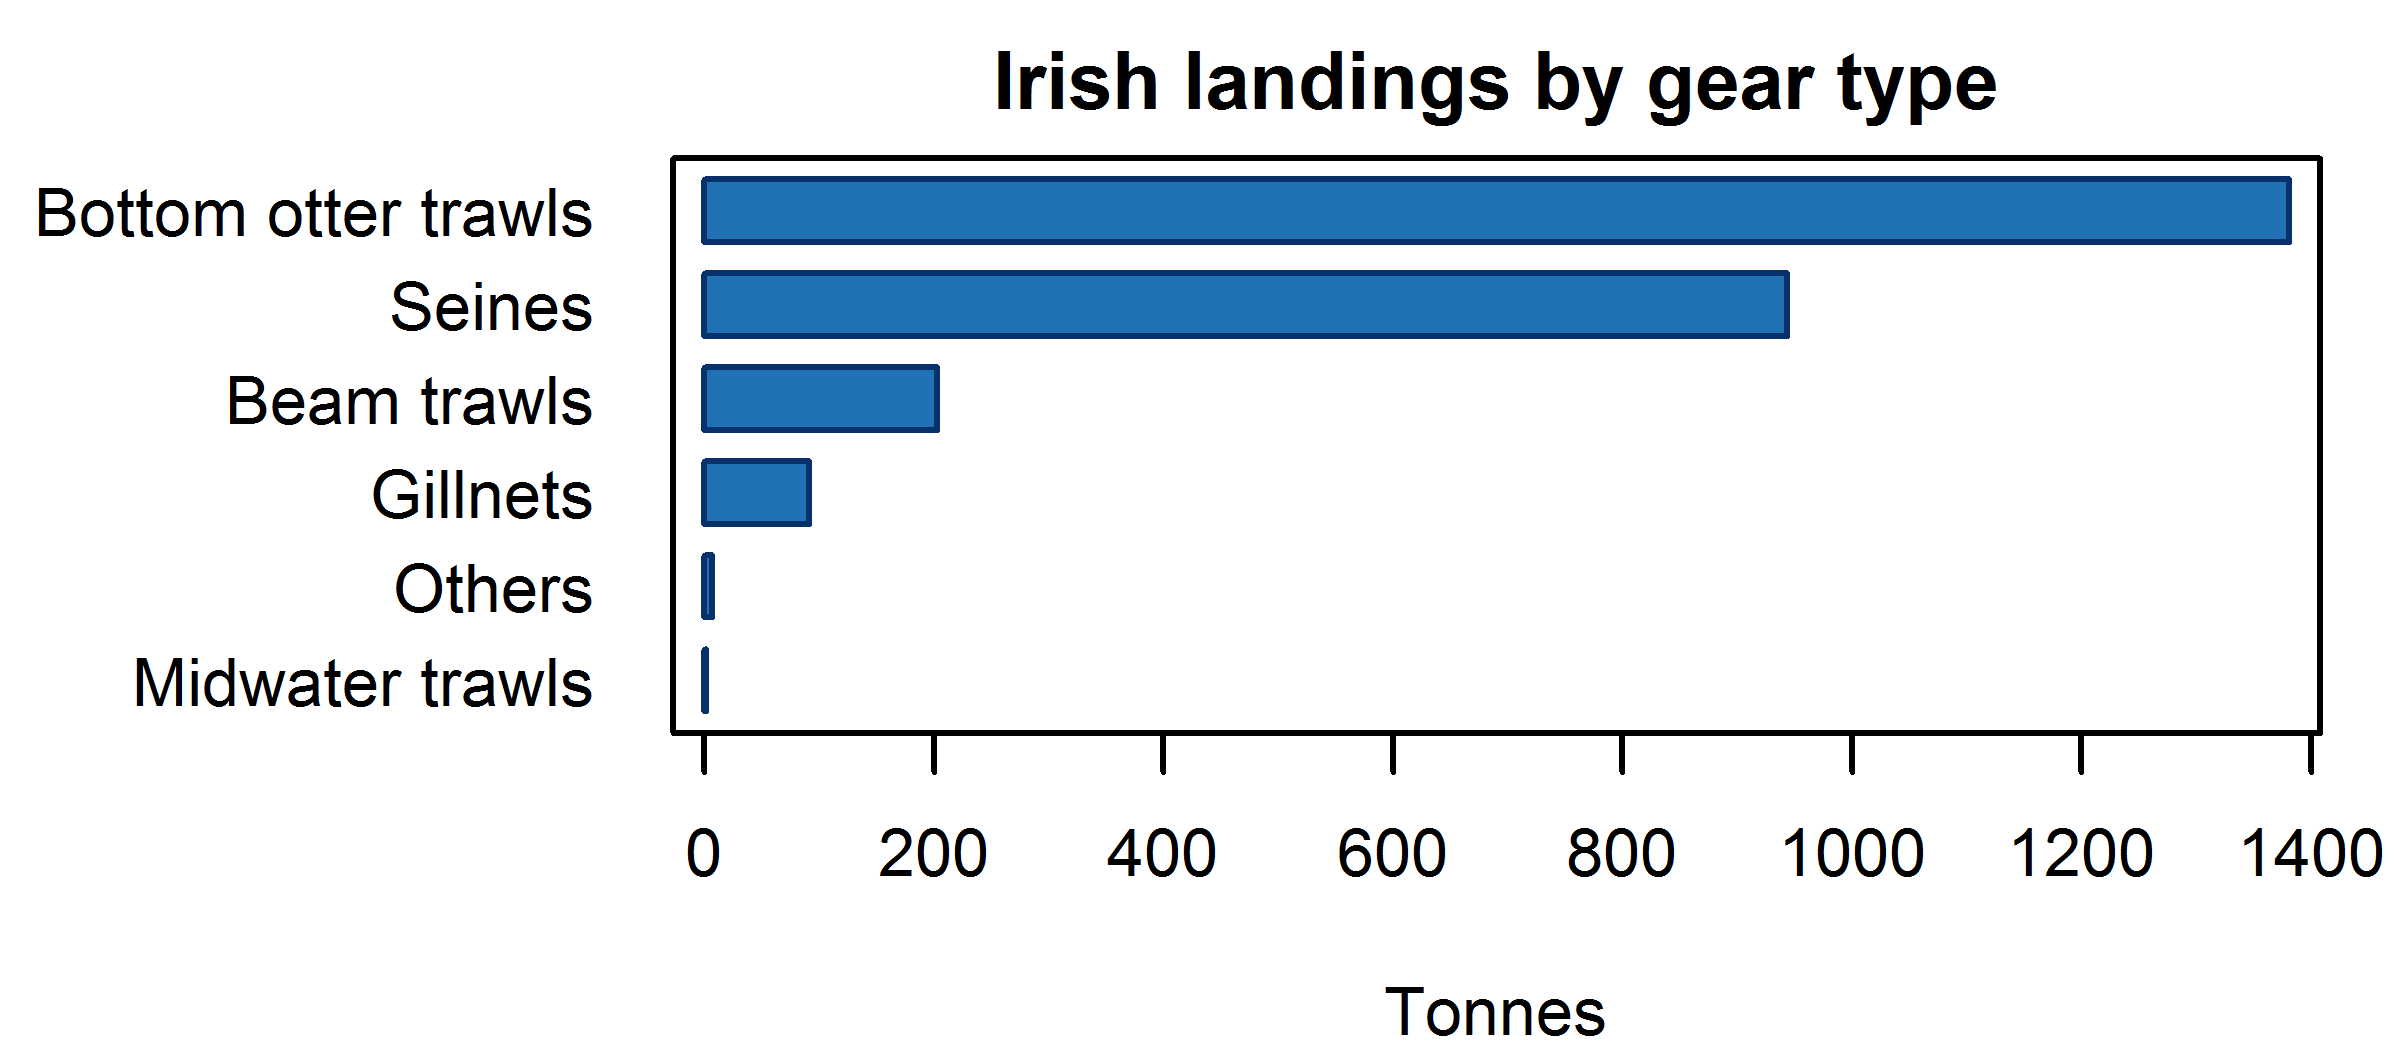 Irish landings by gear type
Bottom otter trawls
Seines
Beam trawls
Gillnets
Others
Midwater trawls
0 200 400 600 800 1000 1200 1400
Tonnes